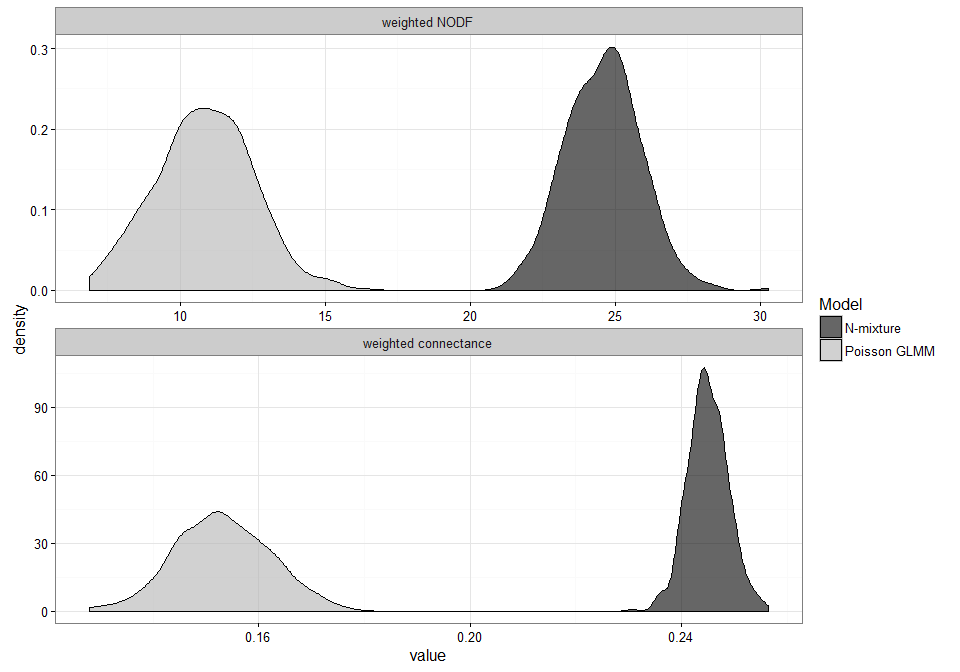 weighted NODF
0.3
0.2
0.1
0.0
10
15
20
25
30
density
weighted connectance
90
60
30
0
0.16
0.20
0.24
value
Model
N-mixture
Poisson GLMM